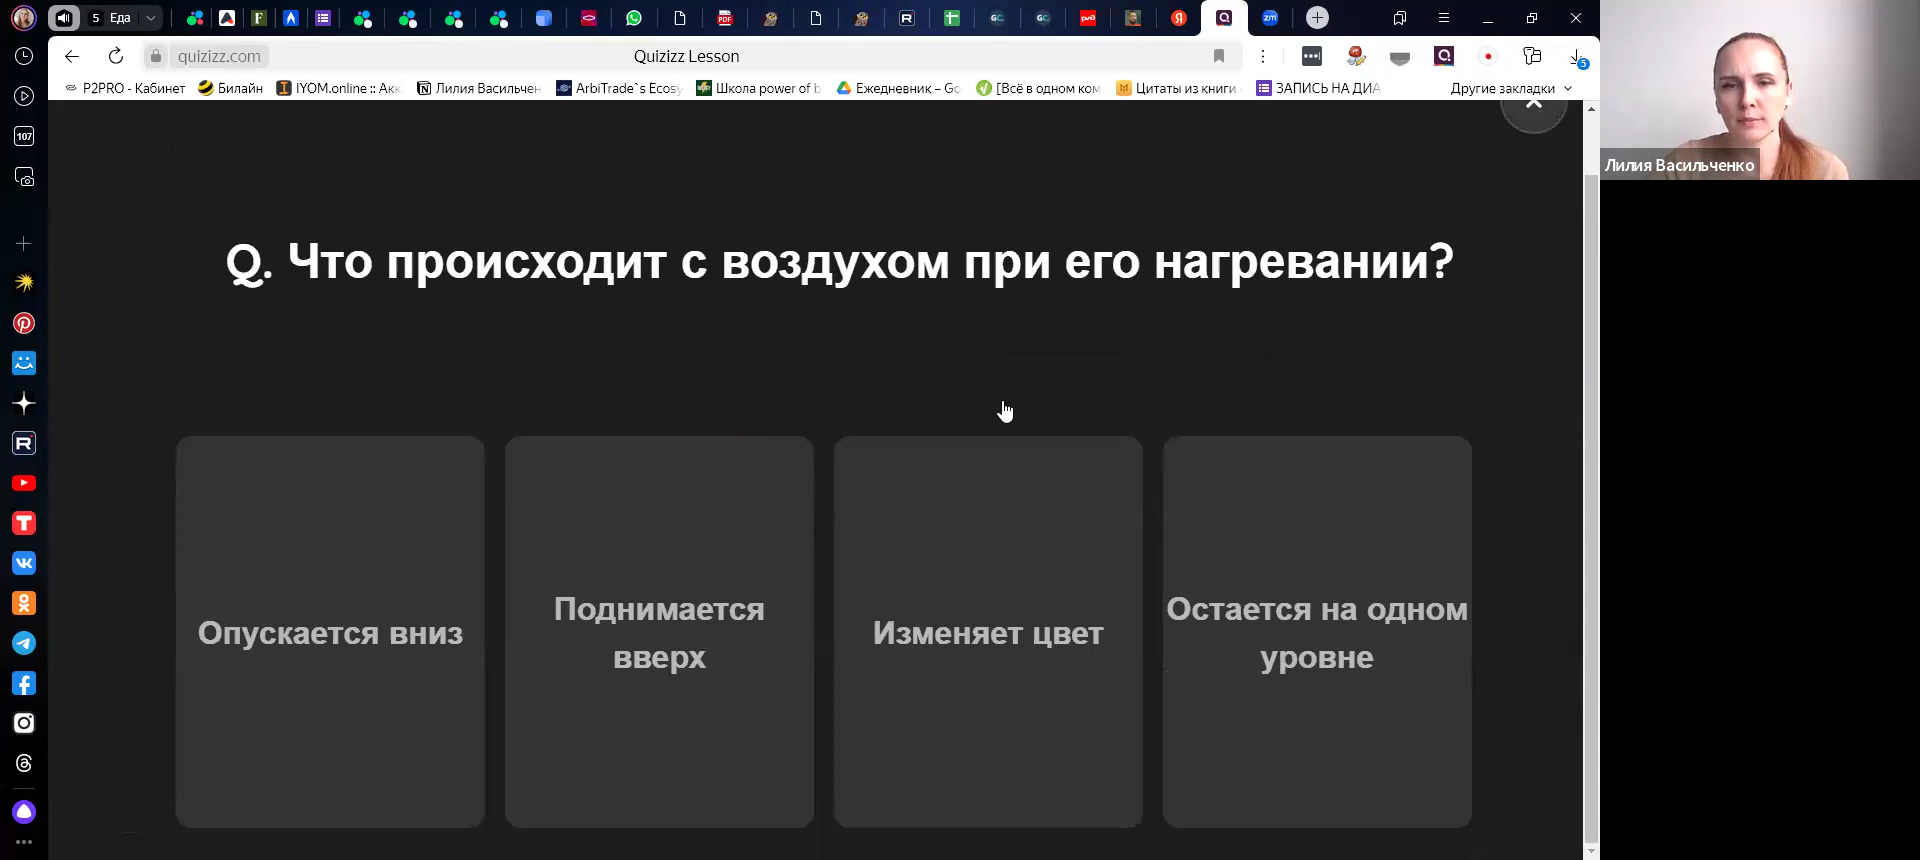 5 Еда
quizizz.com
Quizizz Lesson
5
P2PRO - Кабинет
Билайн
IYOM.online :: Акк
Лилия Васильчен
ArbiTrade`s Ecosy
Школа power of b
Ежедневник – Go
[Всё в одном ком
Цитаты из книги
ЗАПИСЬ НА ДИА
Другие закладки
107
Лилия Васильченко
Q. Что происходит с воздухом при его нагревании?
Опускается вниз
Поднимается
вверх
Изменяет цвет
Остается на одном
уровне